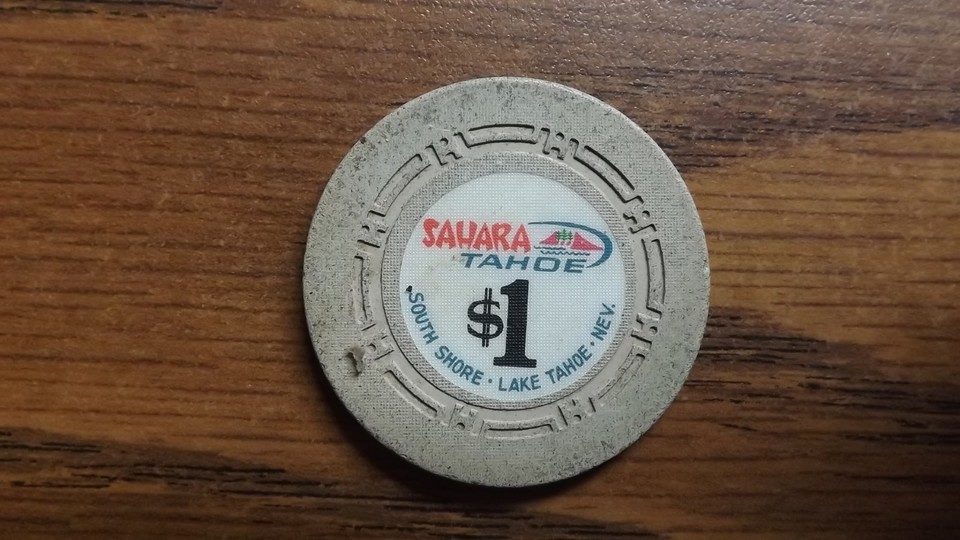 SAHARA
TAHOE
$1
SOUTH SHORE · LAKE TAHOE · NEV.